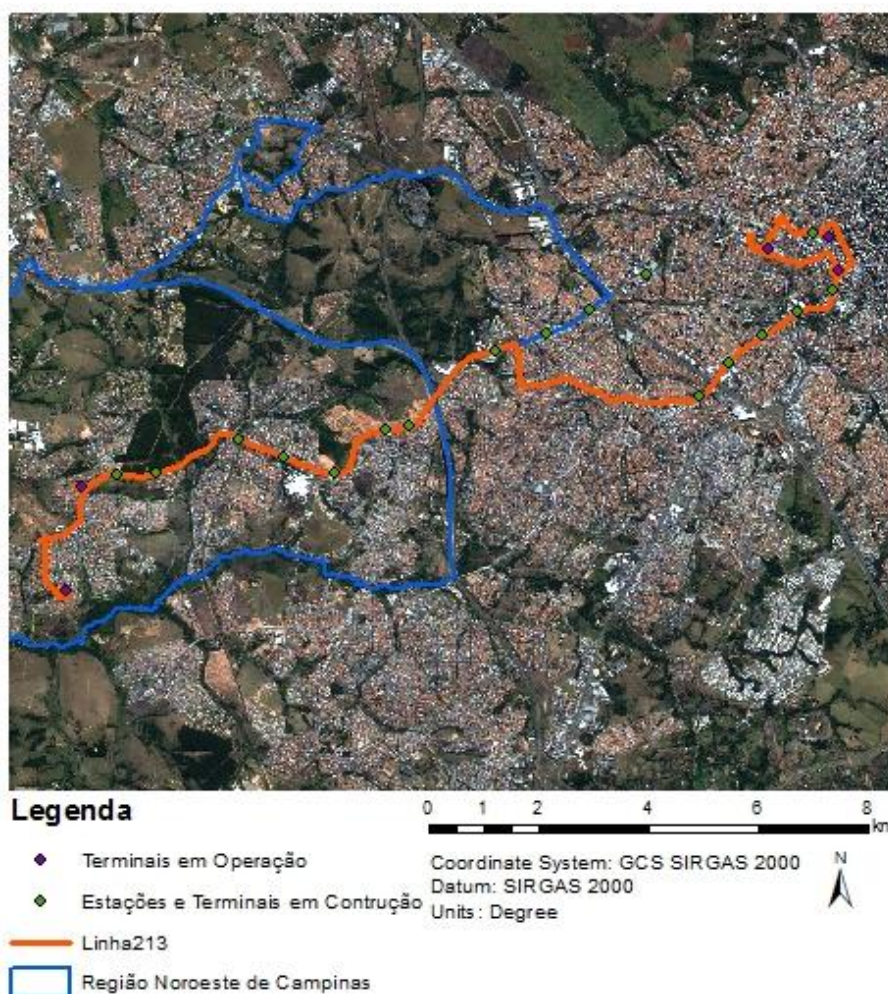 Legenda
Terminais em Operação
Estações e Terminais em Contrução
Linha213
Região Noroeste de Campinas
0 1 2 4 6 8
km
Coordinate System: GCS SIRGAS 2000
Datum: SIRGAS 2000
Units: Degree
N